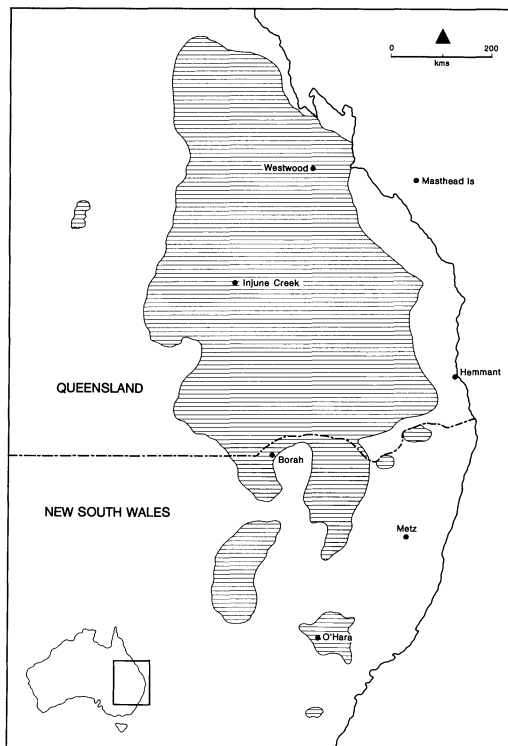 0 200
kms
Westwood
Masthead Is
Injune Creek
Hemmant
QUEENSLAND
Borah
NEW SOUTH WALES
Metz
O'Hara